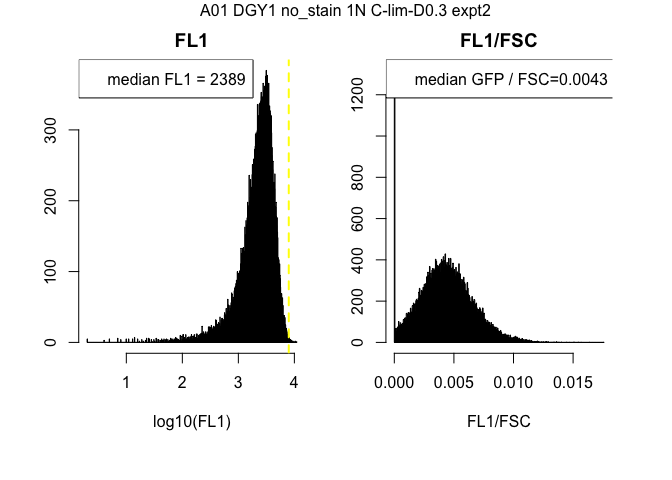 A01 DGY1 no_stain 1N C-lim-D0.3 expt2
FL1
median FL1 = 2389
0 100 200 300
1 2 3 4
log10(FL1)
FL1/FSC
median GFP / FSC=0.0043
0 200 400 600 800 1200
0.000 0.005 0.010 0.015
FL1/FSC